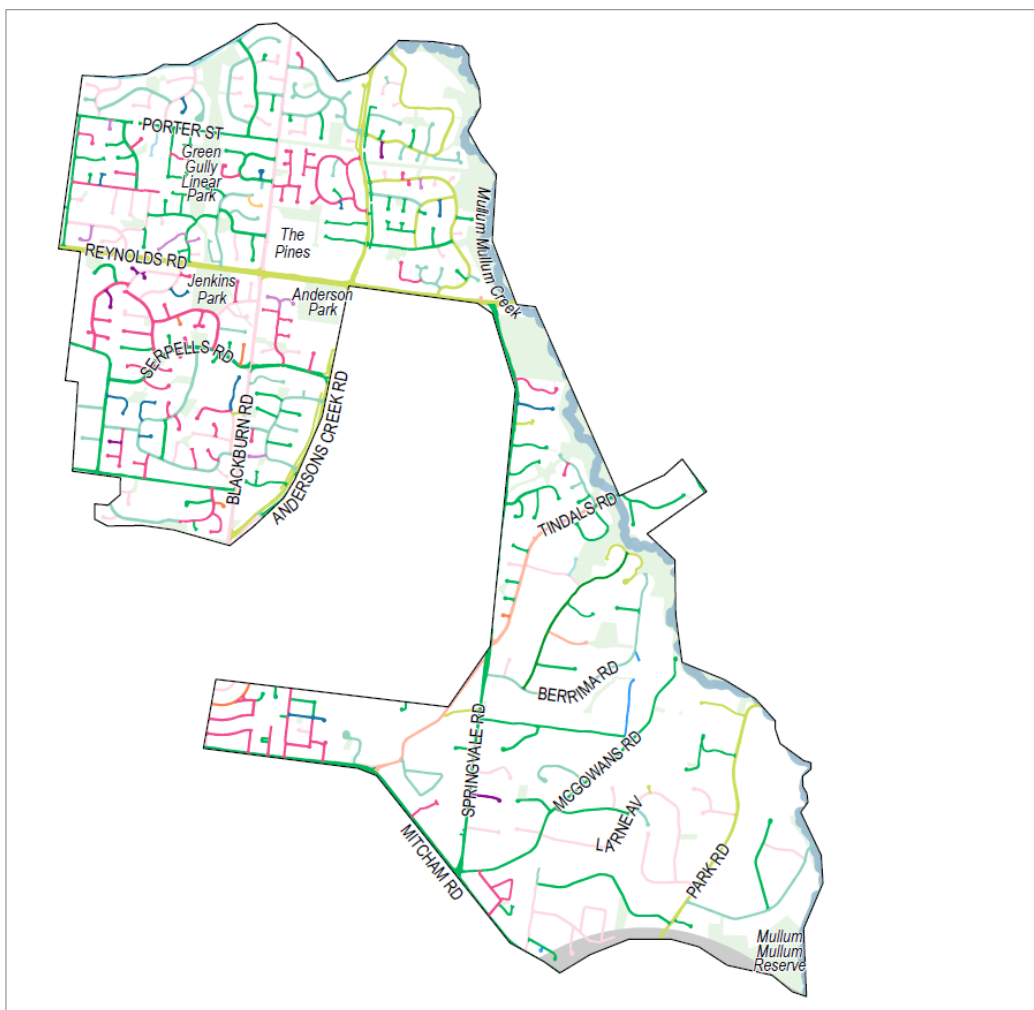 PORTER ST
Green
Gully
Linear
Park
Mullum Mullum Creek
The
Pines
REYNOLDS RD
Jenkins
Park
Anderson
Park
SERPELLS RD
BLACKBURN RD
ANDERSONS CREEK RD
TINDALS RD
BERRIMA RD
SPRINGVALE RD
MCGOWANS RD
LARNE AV
MITCHAM RD
PARK RD
Mullum
Mullum
Reserve